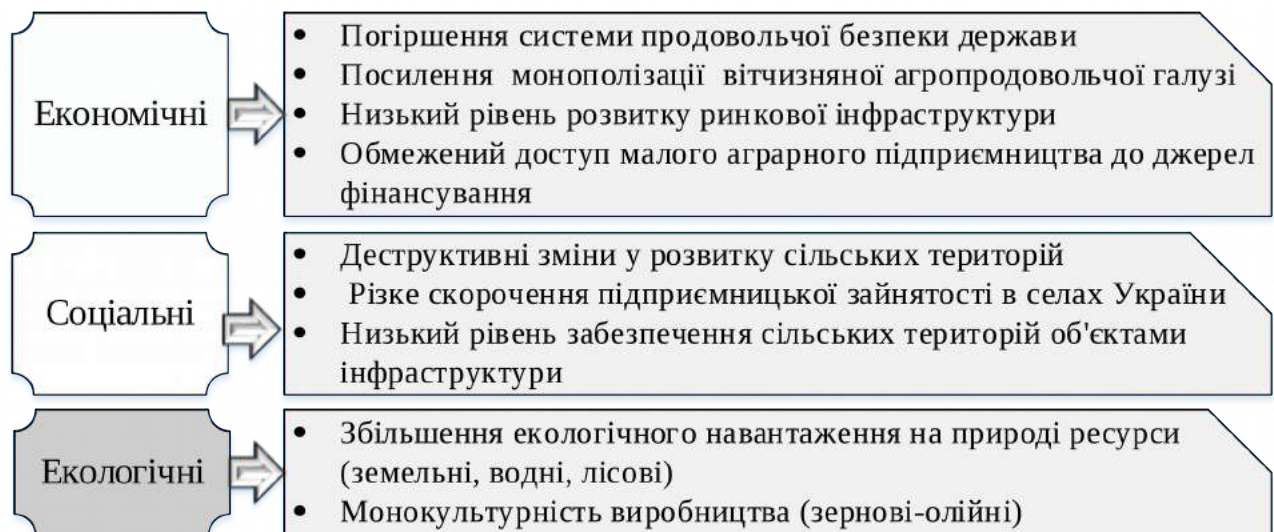 Економічні
• Погіршення системи продовольчої безпеки держави
• Посилення монополізації вітчизняної агропродовольчої галузі
• Низький рівень розвитку ринкової інфраструктури
• Обмежений доступ малого аграрного підприємництва до джерел
фінансування
Соціальні
• Деструктивні зміни у розвитку сільських територій
• Різке скорочення підприємницької зайнятості в селах України
• Низький рівень забезпечення сільських територій об'єктами
інфраструктури
Екологічні
• Збільшення екологічного навантаження на природі ресурси
(земельні, водні, лісові)
• Монокультурність виробництва (зернові-олійні)